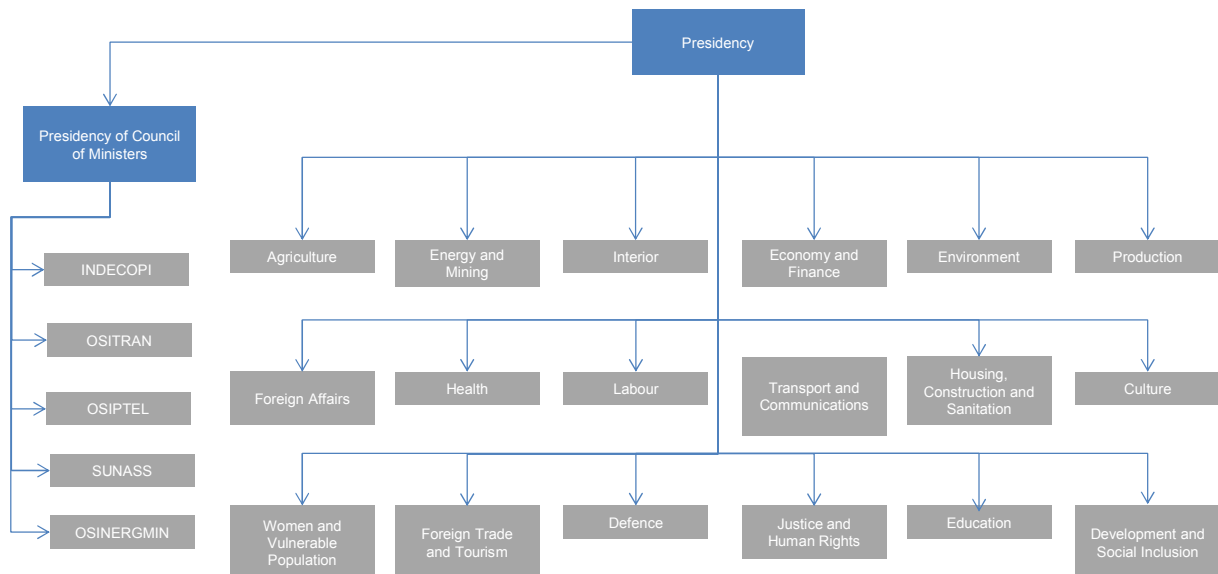 Presidency
Presidency of Council
of Ministers
INDECOPI
OSITRAN
OSIPTEL
SUNASS
OSINERGMIN
Agriculture
Energy and
Mining
Interior
Economy and
Finance
Environment
Production
Foreign Affairs
Health
Labour
Transport and
Communications
Housing,
Construction and
Sanitation
Culture
Women and
Vulnerable
Population
Foreign Trade
and Tourism
Defence
Justice and
Human Rights
Education
Development and
Social Inclusion